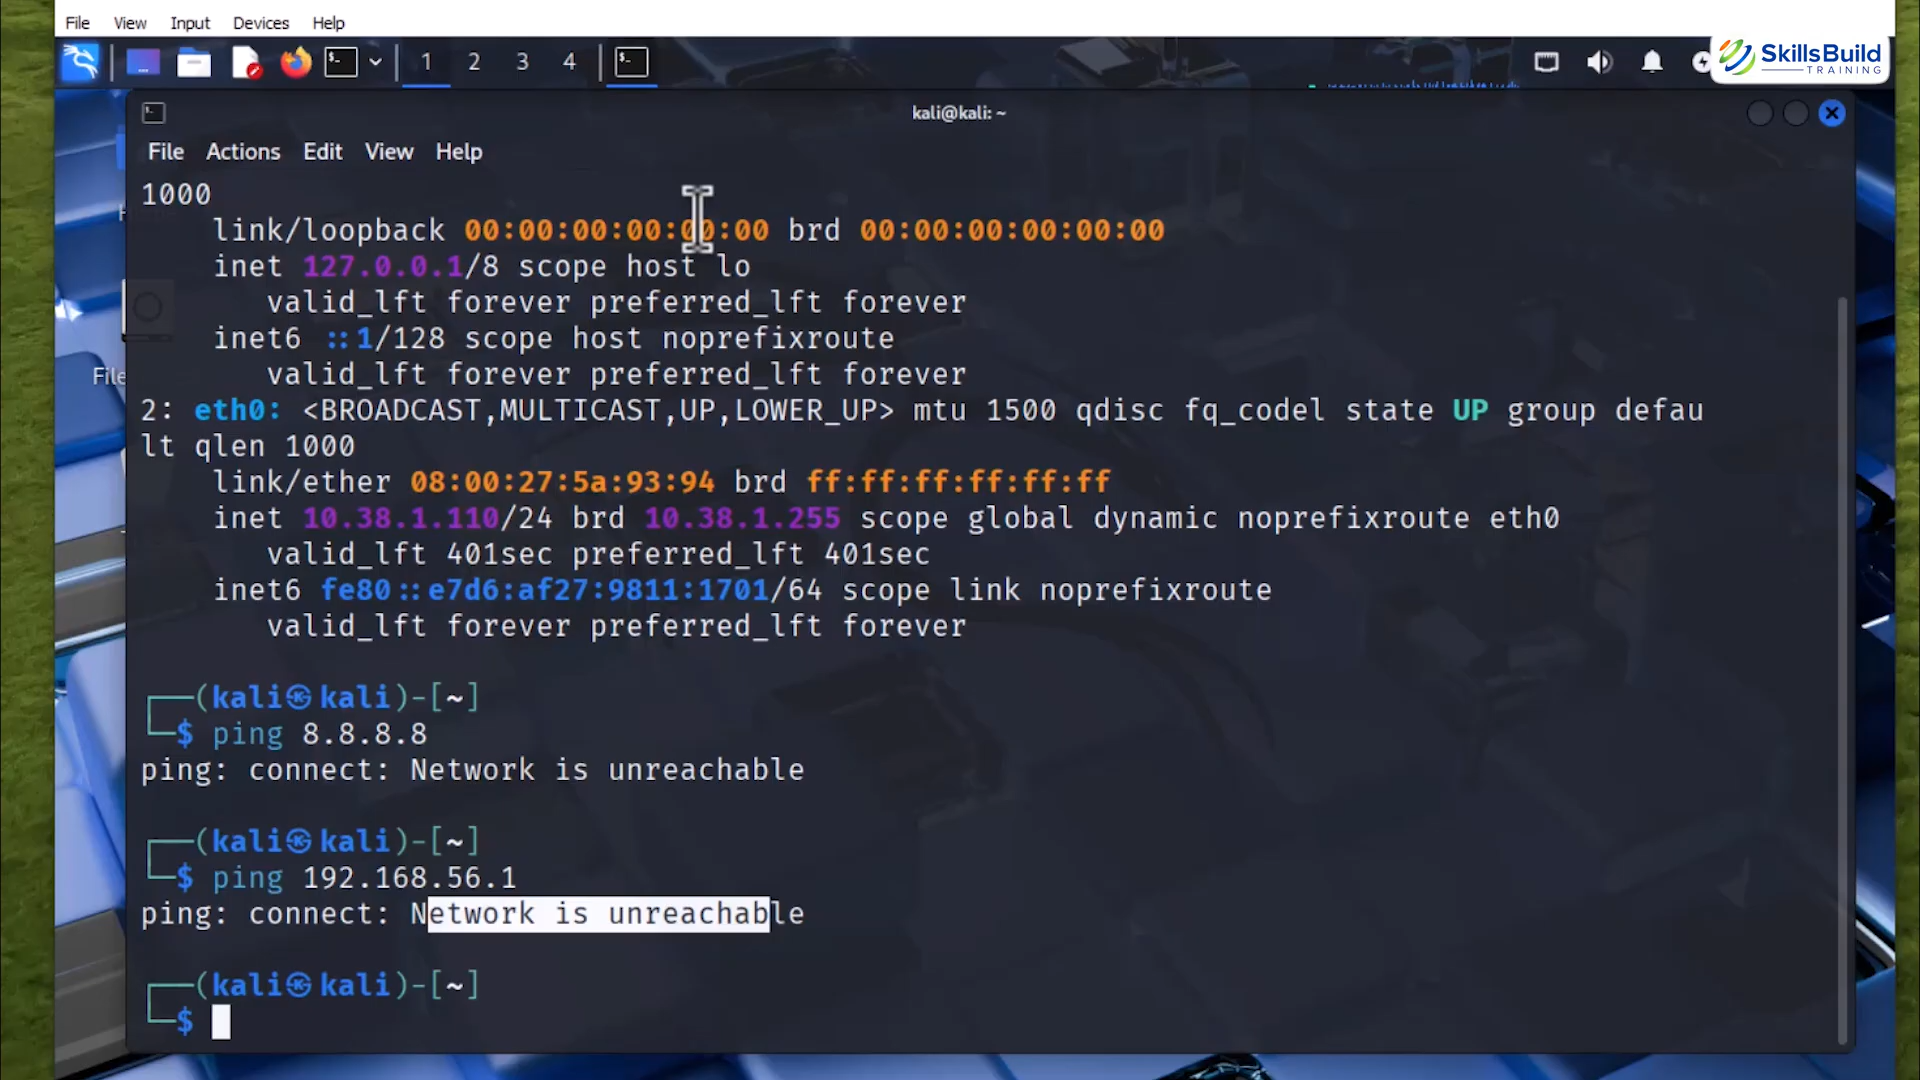 File View Input Devices Help
1 2 3 4
SkillsBuild
TRAINING
kali@kali: ~
File Actions Edit View Help
1000
link/loopback 00:00:00:00:00:00 brd 00:00:00:00:00:00
inet 127.0.0.1/8 scope host lo
valid_lft forever preferred_lft forever
inet6 ::1/128 scope host noprefixroute
valid_lft forever preferred_lft forever
File
2: eth0: <BROADCAST,MULTICAST,UP,LOWER_UP> mtu 1500 qdisc fq_codel state UP group defau
lt qlen 1000
link/ether 08:00:27:5a:93:94 brd ff:ff:ff:ff:ff:ff
inet 10.38.1.110/24 brd 10.38.1.255 scope global dynamic noprefixroute eth0
valid_lft 401sec preferred_lft 401sec
inet6 fe80::e7d6:af27:9811:1701/64 scope link noprefixroute
valid_lft forever preferred_lft forever
┌──(kali㉿kali)-[~]
└─$ ping 8.8.8.8
ping: connect: Network is unreachable
┌──(kali㉿kali)-[~]
└─$ ping 192.168.56.1
ping: connect: Network is unreachable
┌──(kali㉿kali)-[~]
└─$